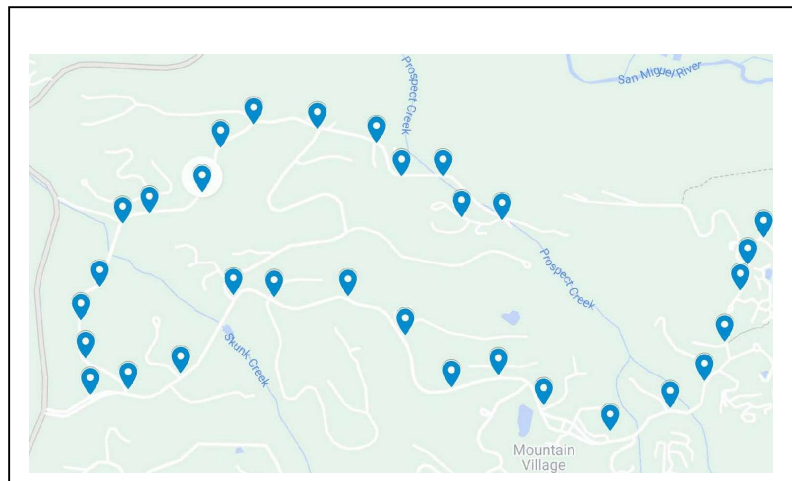 San Miguel River
Prospect Creek
Prospect Creek
Skunk Creek
Mountain
Village